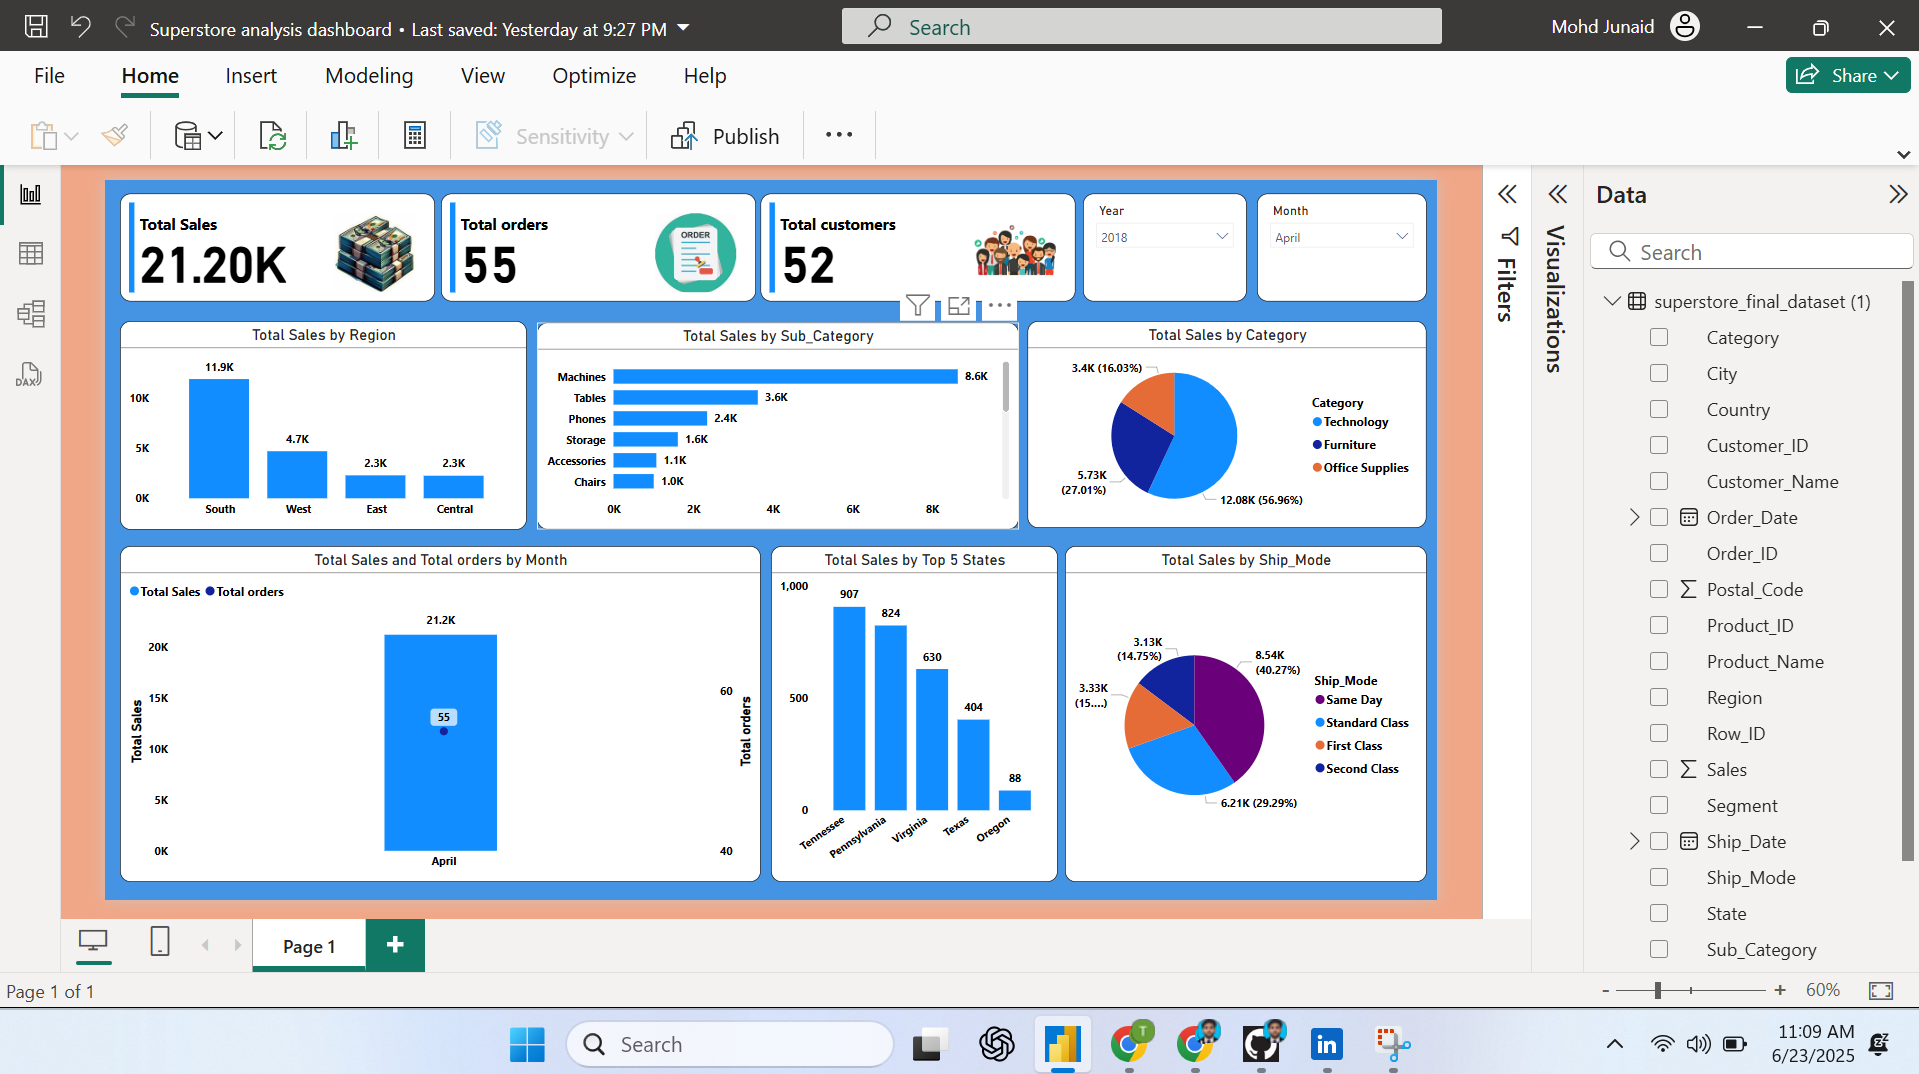 Superstore analysis dashboard • Last saved: Yesterday at 9:27 PM
Search
Mohd Junaid
File
Home
Insert
Modeling
View
Optimize
Help
Share
Sensitivity
Publish
Total Sales
21.20K
ORDER
Total orders
55
Total customers
52
Year
2018
Month
April
Total Sales by Region
11.9K
10K
4.7K
5K
2.3K
2.3K
0K
South
West
East
Central
Total Sales by Sub_Category
Machines
8.6K
Tables
3.6K
Phones
2.4K
Storage
1.6K
Accessories
1.1K
Chairs
1.0K
0K
2K
4K
6K
8K
Total Sales by Category
3.4K (16.03%)
5.73K
(27.01%)
12.08K (56.96%)
Category
Technology
Furniture
Office Supplies
Total Sales and Total orders by Month
Total Sales
Total orders
21.2K
20K
15K
10K
5K
0K
Total Sales
55
60
40
Total orders
April
Total Sales by Top 5 States
1,000
907
824
630
500
404
88
0
Tennessee
Pennsylvania
Virginia
Texas
Oregon
Total Sales by Ship_Mode
3.13K
(14.75%)
8.54K
(40.27%)
3.33K
(15....)
6.21K (29.29%)
Ship_Mode
Same Day
Standard Class
First Class
Second Class
Filters
Visualizations
Data
Search
superstore_final_dataset (1)
Category
City
Country
Customer_ID
Customer_Name
Order_Date
Order_ID
Postal_Code
Product_ID
Product_Name
Region
Row_ID
Sales
Segment
Ship_Date
Ship_Mode
State
Sub_Category
DAX
Page 1
Page 1 of 1
- + 60%
Search
T
in
11:09 AM
6/23/2025